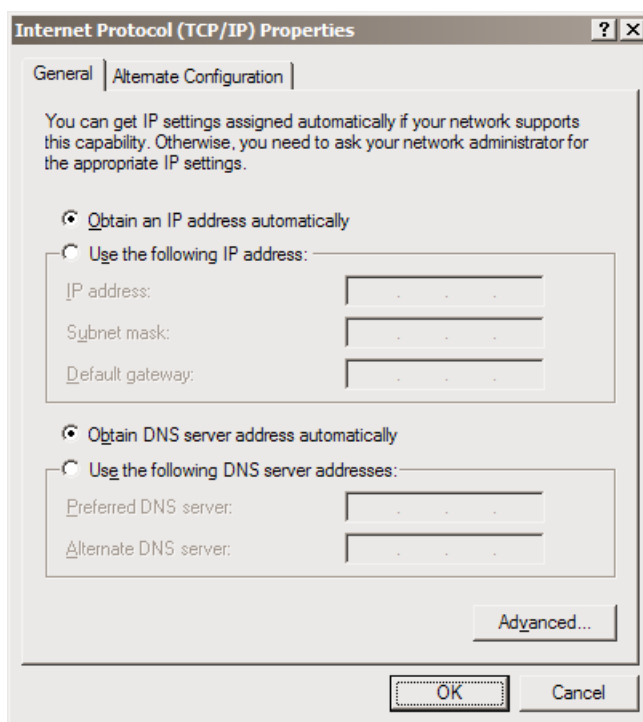 Internet Protocol (TCP/IP) Properties
General
Alternate Configuration
You can get IP settings assigned automatically if your network supports
this capability. Otherwise, you need to ask your network administrator for
the appropriate IP settings.
Obtain an IP address automatically
Use the following IP address:
IP address:
Subnet mask:
Default gateway:
Obtain DNS server address automatically
Use the following DNS server addresses:
Preferred DNS server:
Alternate DNS server:
Advanced...
OK
Cancel